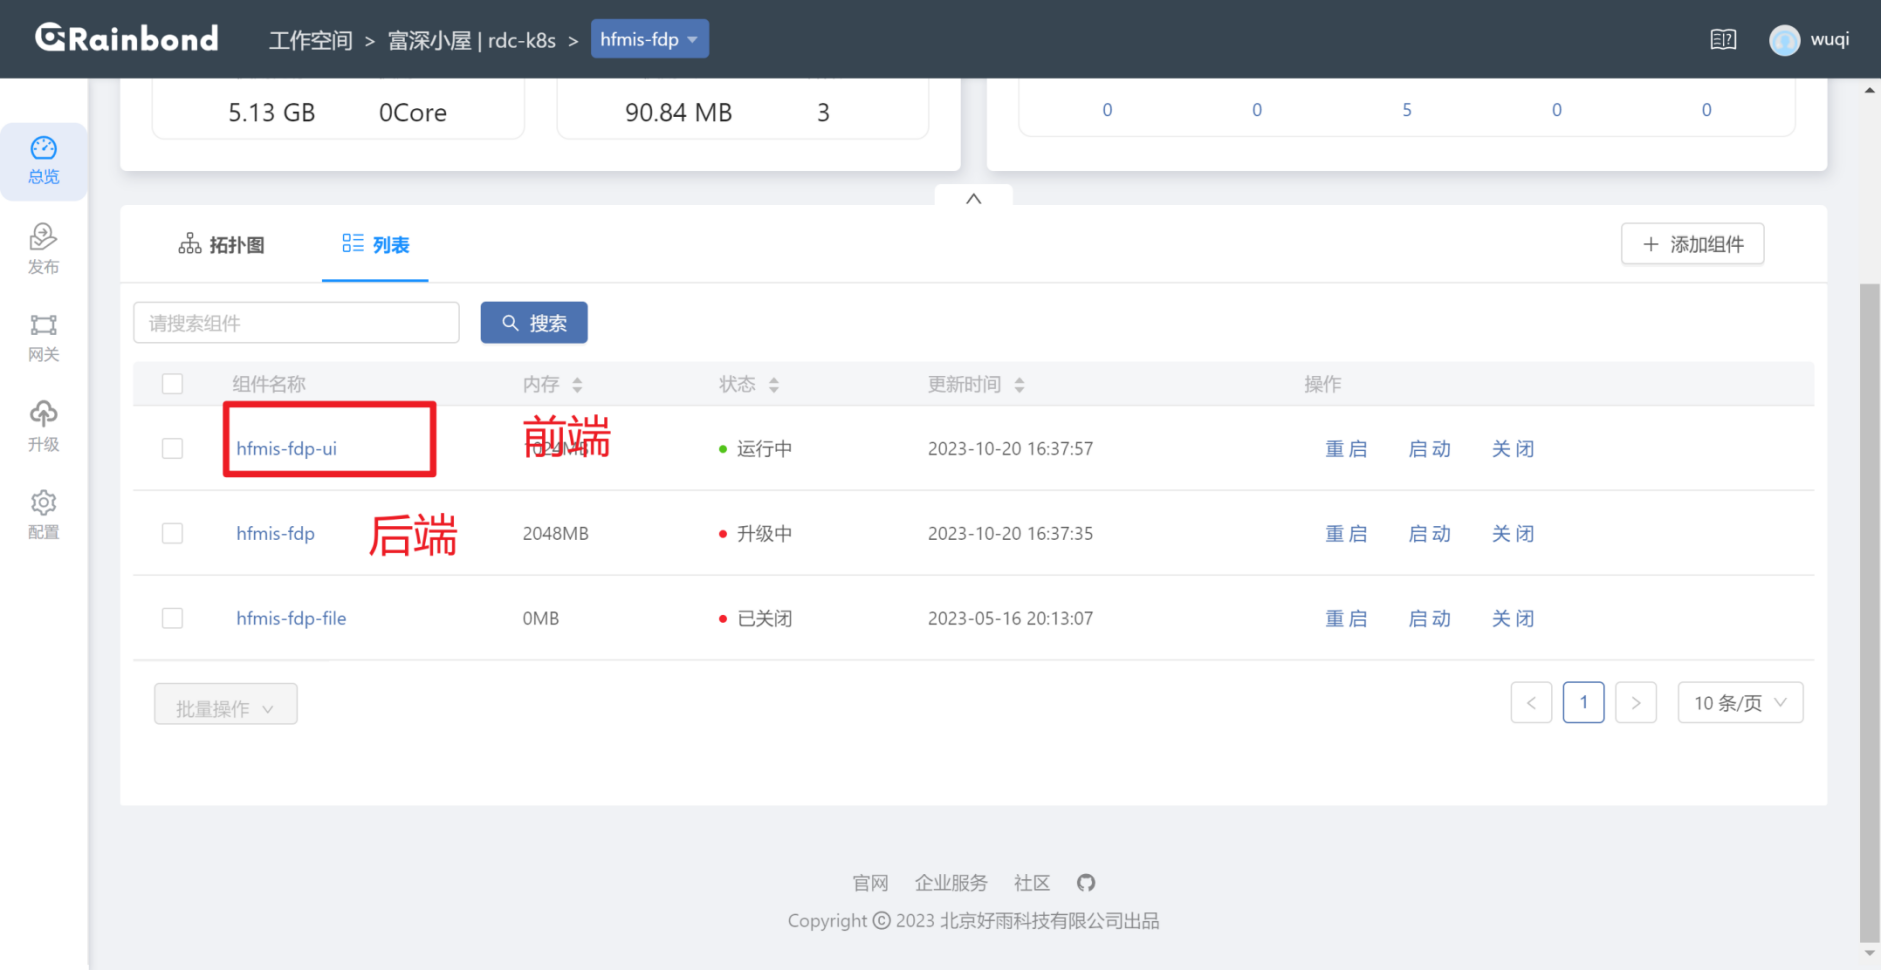 Rainbond 工作空间 > 富深小屋 | rdc-k8s > hfmis-fdp wuqi
5.13 GB 0Core 90.84 MB 3 0 0 5 0 0
总览
发布
网关
升级
配置
拓扑图 列表 + 添加组件
请搜索组件 搜索
组件名称 内存 状态 更新时间 操作
hfmis-fdp-ui 1024MB 前端 运行中 2023-10-20 16:37:57 重启 启动 关闭
hfmis-fdp 后端 2048MB 升级中 2023-10-20 16:37:35 重启 启动 关闭
hfmis-fdp-file 0MB 已关闭 2023-05-16 20:13:07 重启 启动 关闭
批量操作 < 1 > 10 条/页
官网 企业服务 社区
Copyright © 2023 北京好雨科技有限公司出品